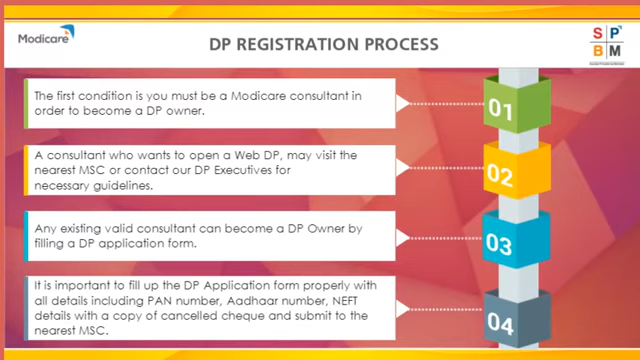 Modicare
DP REGISTRATION PROCESS
S P
B M
The first condition is you must be a Modicare consultant in
order to become a DP owner.
01
A consultant who wants to open a Web DP, may visit the
nearest MSC or contact our DP Executives for
necessary guidelines.
02
Any existing valid consultant can become a DP Owner by
filling a DP application form.
03
It is important to fill up the DP Application form properly with
all details including PAN number, Aadhaar number, NEFT
details with a copy of cancelled cheque and submit to the
nearest MSC.
04